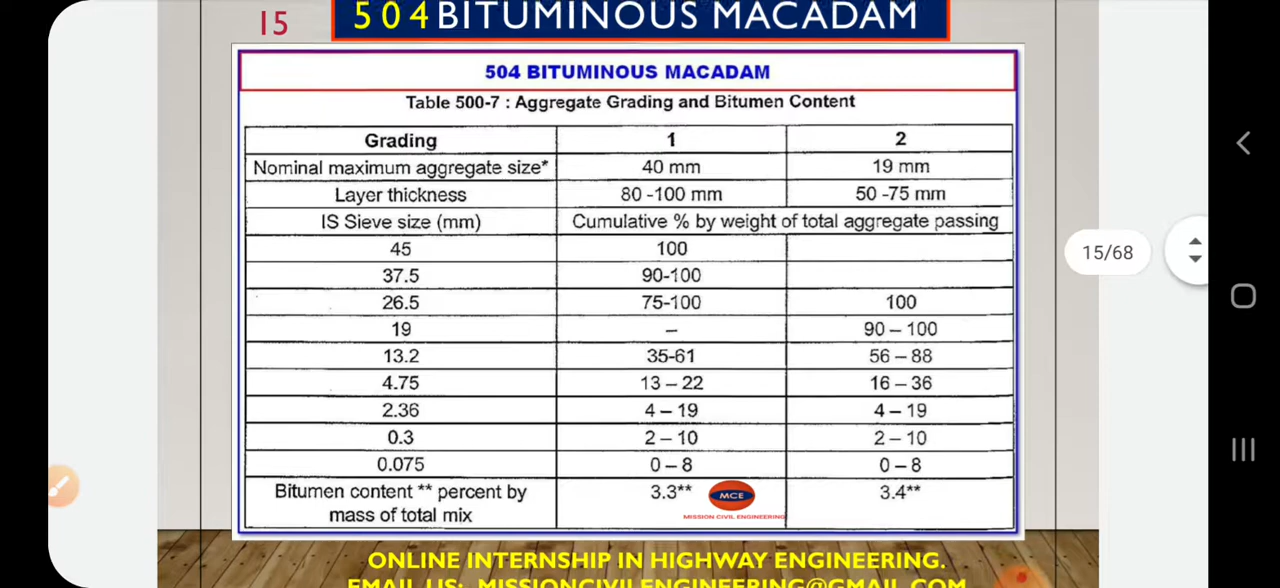 15
504 BITUMINOUS MACADAM
504 BITUMINOUS MACADAM
Table 500-7 : Aggregate Grading and Bitumen Content
Grading 1 2
Nominal maximum aggregate size* 40 mm 19 mm
Layer thickness 80 -100 mm 50 -75 mm
IS Sieve size (mm) Cumulative % by weight of total aggregate passing
45 100
37.5 90-100
26.5 75-100 100
19 – 90 – 100
13.2 35-61 56 – 88
4.75 13 – 22 16 – 36
2.36 4 – 19 4 – 19
0.3 2 – 10 2 – 10
0.075 0 – 8 0 – 8
Bitumen content ** percent by 3.3** 3.4**
mass of total mix
MCE
MISSION CIVIL ENGINEERING
15/68
ONLINE INTERNSHIP IN HIGHWAY ENGINEERING.
EMAIL US: MISSIONCIVILENGINEERING@GMAIL.COM